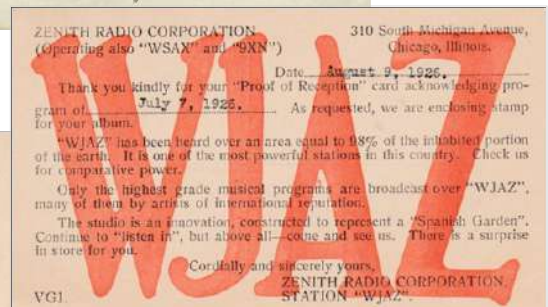 ZENITH RADIO CORPORATION 310 South Michigan Avenue,
(Operating also "WSAX" and "9XN") Chicago, Illinois.
Date August 9, 1926.
Thank you kindly for your "Proof of Reception" card acknowledging pro-
gram of July 7, 1926. As requested, we are enclosing stamp
for your album.
"WJAZ" has been heard over an area equal to 98% of the inhabited portion
of the earth. It is one of the most powerful stations in this country. Check us
for comparative power.
Only the highest grade musical programs are broadcast over "WJAZ",
many of them by artists of international reputation.
The studio is an innovation, constructed to represent a "Spanish Garden".
Continue to "listen in", but above all—come and see us. There is a surprise
in store for you.
Cordially and sincerely yours,
ZENITH RADIO CORPORATION,
VG1. STATION "WJAZ".
WJAZ